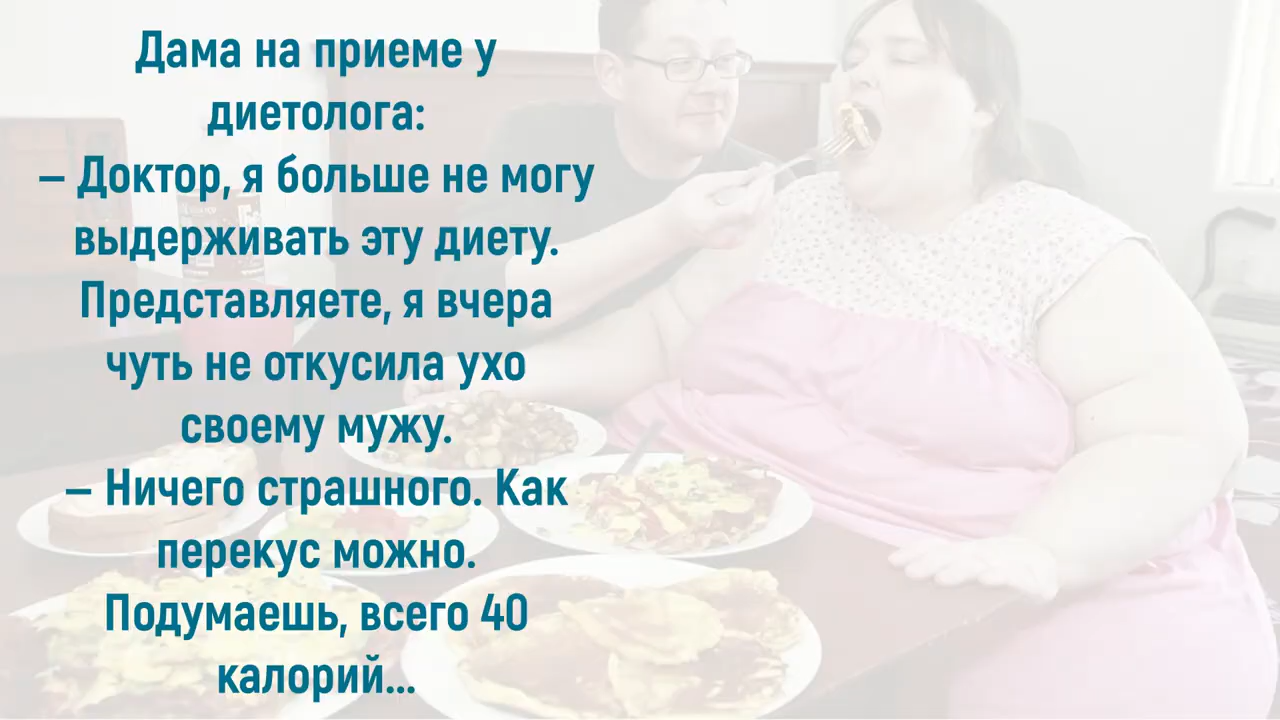 Дама на приеме у
диетолога:
– Доктор, я больше не могу
выдерживать эту диету.
Представляете, я вчера
чуть не откусила ухо
своему мужу.
– Ничего страшного. Как
перекус можно.
Подумаешь, всего 40
калорий...